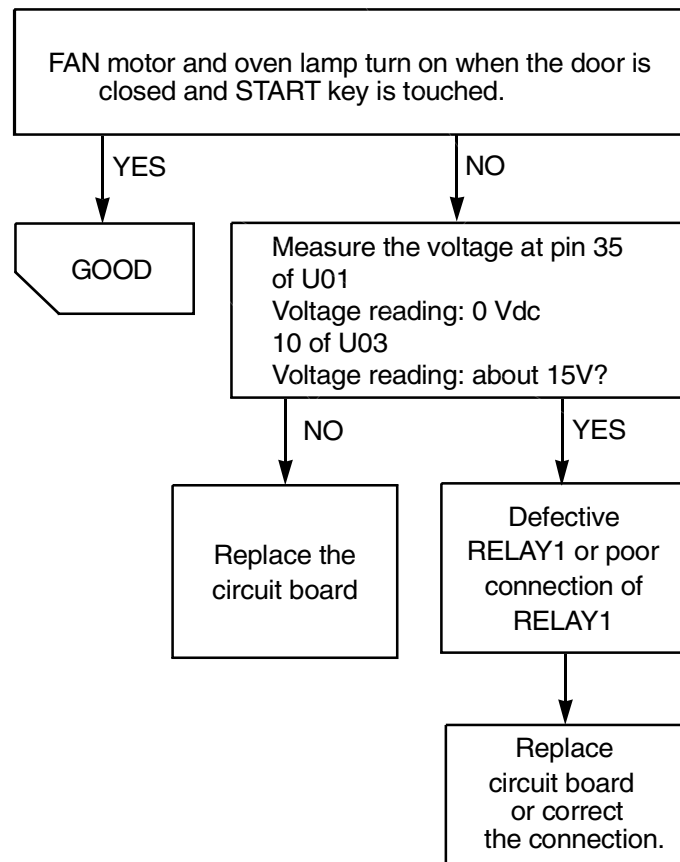 FAN motor and oven lamp turn on when the door is
closed and START key is touched.
YES
NO
GOOD
Measure the voltage at pin 35
of U01
Voltage reading: 0 Vdc
10 of U03
Voltage reading: about 15V?
NO
YES
Replace the
circuit board
Defective
RELAY1 or poor
connection of
RELAY1
Replace
circuit board
or correct
the connection.